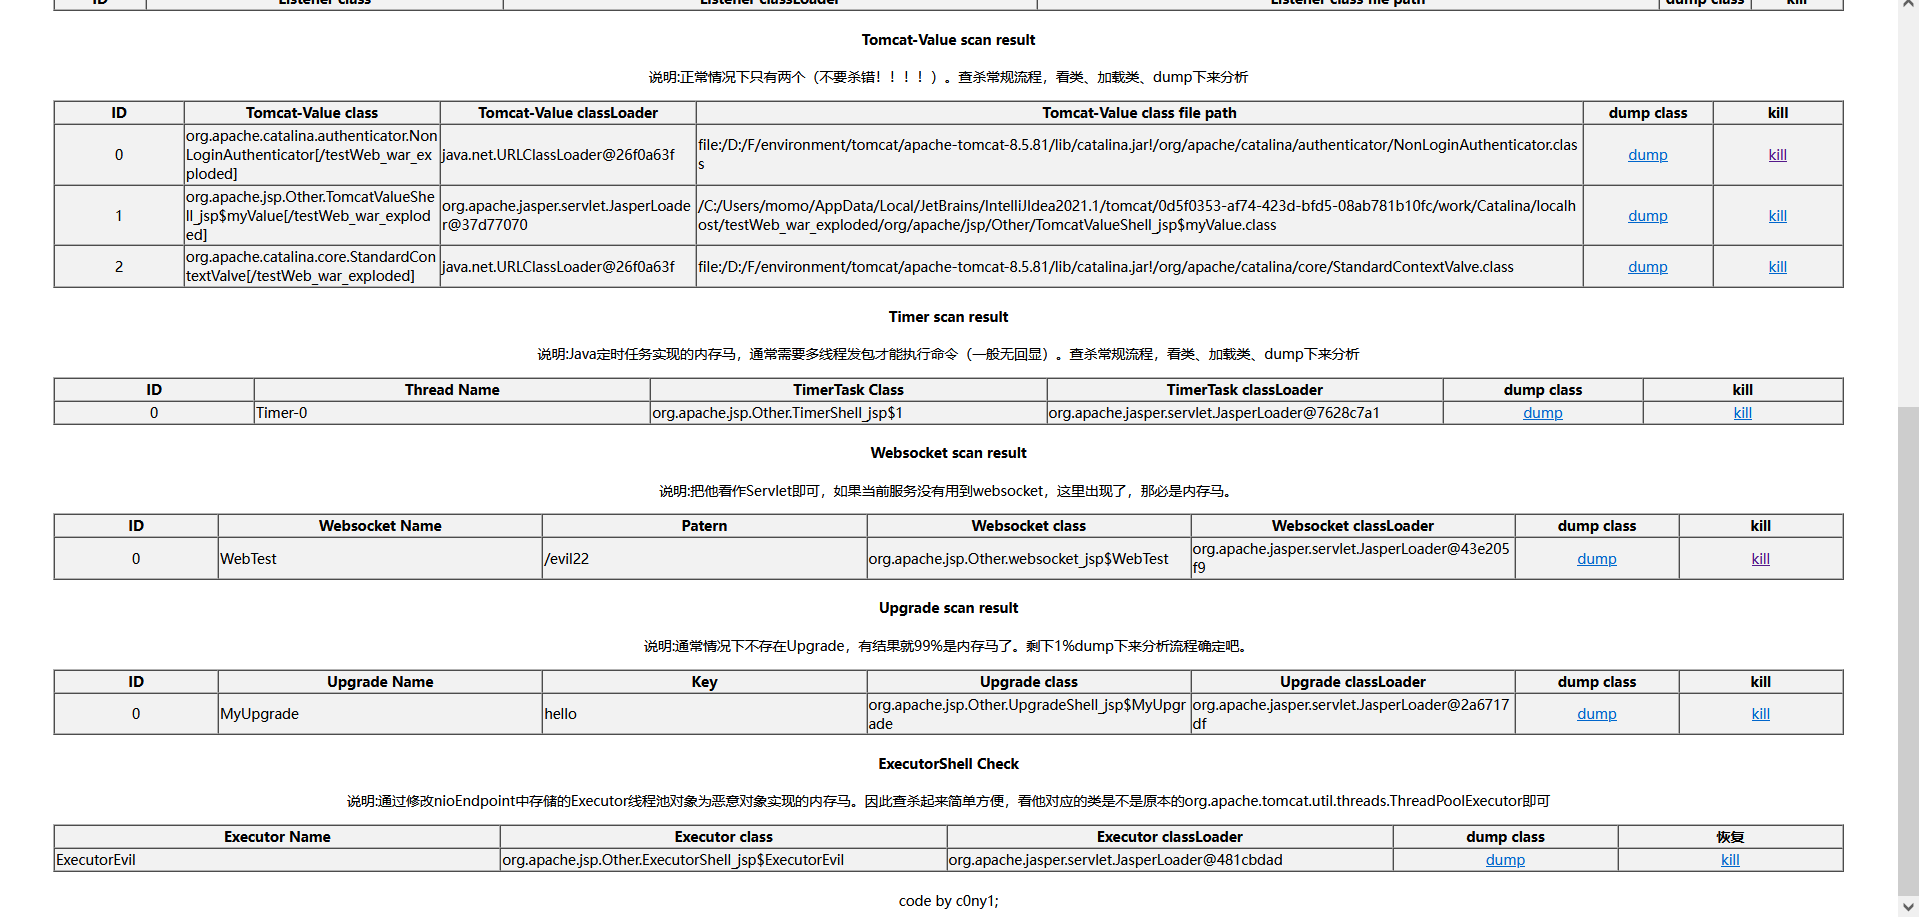 ID Listener class Listener classLoader Listener class file path dump class kill
Tomcat-Value scan result
说明:正常情况下只有两个（不要杀错！！！！）。查杀常规流程，看类、加载类、dump下来分析
ID Tomcat-Value class Tomcat-Value classLoader Tomcat-Value class file path dump class kill
0 org.apache.catalina.authenticator.Non
LoginAuthenticator[/testWeb_war_ex
ploded] java.net.URLClassLoader@26f0a63f file:/D:/F/environment/tomcat/apache-tomcat-8.5.81/lib/catalina.jar!/org/apache/catalina/authenticator/NonLoginAuthenticator.clas
s dump kill
1 org.apache.jsp.Other.TomcatValueShe
ll_jsp$myValue[/testWeb_war_explod
ed] org.apache.jasper.servlet.JasperLoade
r@37d77070 /C:/Users/momo/AppData/Local/JetBrains/IntelliJIdea2021.1/tomcat/0d5f0353-af74-423d-bfd5-08ab781b10fc/work/Catalina/localh
ost/testWeb_war_exploded/org/apache/jsp/Other/TomcatValueShell_jsp$myValue.class dump kill
2 org.apache.catalina.core.StandardCon
textValve[/testWeb_war_exploded] java.net.URLClassLoader@26f0a63f file:/D:/F/environment/tomcat/apache-tomcat-8.5.81/lib/catalina.jar!/org/apache/catalina/core/StandardContextValve.class dump kill
Timer scan result
说明:Java定时任务实现的内存马，通常需要多线程发包才能执行命令（一般无回显）。查杀常规流程，看类、加载类、dump下来分析
ID Thread Name TimerTask Class TimerTask classLoader dump class kill
0 Timer-0 org.apache.jsp.Other.TimerShell_jsp$1 org.apache.jasper.servlet.JasperLoader@7628c7a1 dump kill
Websocket scan result
说明:把他看作Servlet即可，如果当前服务没有用到websocket，这里出现了，那必是内存马。
ID Websocket Name Patern Websocket class Websocket classLoader dump class kill
0 WebTest /evil22 org.apache.jsp.Other.websocket_jsp$WebTest org.apache.jasper.servlet.JasperLoader@43e205
f9 dump kill
Upgrade scan result
说明:通常情况下不存在Upgrade，有结果就99%是内存马了。剩下1%dump下来分析流程确定吧。
ID Upgrade Name Key Upgrade class Upgrade classLoader dump class kill
0 MyUpgrade hello org.apache.jsp.Other.UpgradeShell_jsp$MyUpgr
ade org.apache.jasper.servlet.JasperLoader@2a6717
df dump kill
ExecutorShell Check
说明:通过修改nioEndpoint中存储的Executor线程池对象为恶意对象实现的内存马。因此查杀起来简单方便，看他对应的类是不是原本的org.apache.tomcat.util.threads.ThreadPoolExecutor即可
Executor Name Executor class Executor classLoader dump class 恢复
ExecutorEvil org.apache.jsp.Other.ExecutorShell_jsp$ExecutorEvil org.apache.jasper.servlet.JasperLoader@481cbdad dump kill
code by c0ny1;